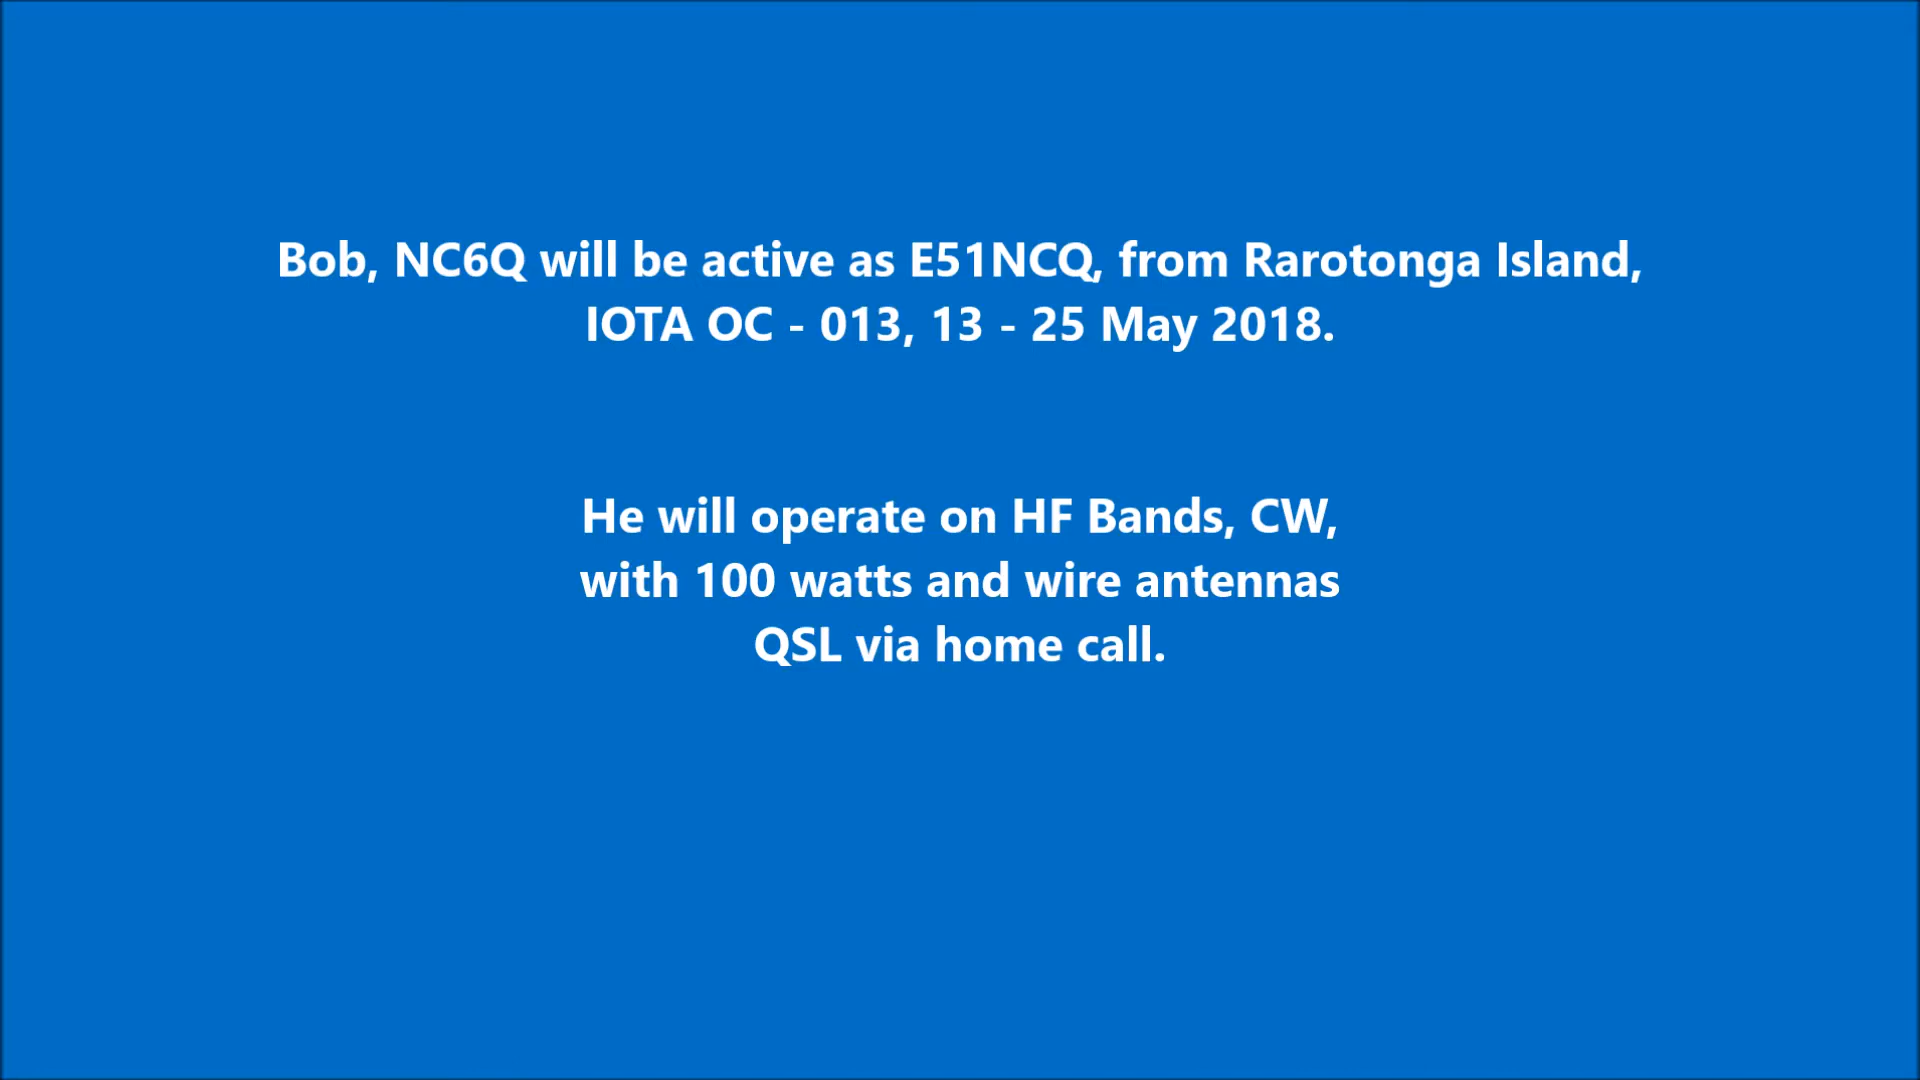 Bob, NC6Q will be active as E51NCQ, from Rarotonga Island,
IOTA OC - 013, 13 - 25 May 2018.
He will operate on HF Bands, CW,
with 100 watts and wire antennas
QSL via home call.